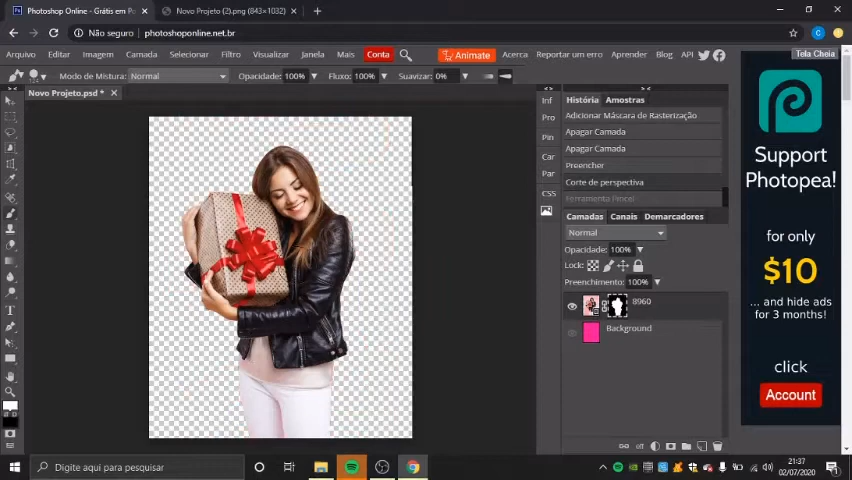 Photoshop Online - Grátis em Po
Novo Projeto (2).png (843×1032)
Não seguro
photoshoponline.net.br
Arquivo Editar Imagem Camada Selecionar Filtro Visualizar Janela Mais Conta Animate Acerca Reportar um erro Aprender Blog API
Tela Cheia
Modo de Mistura: Normal Opacidade: 100% Fluxo: 100% Suavizar: 0%
Novo Projeto.psd *
História Amostras
Adicionar Máscara de Rasterização
Apagar Camada
Apagar Camada
Preencher
Corte de perspectiva
Ferramenta Pincel
Inf
Pro
Pin
Car
Par
CSS
Camadas Canais Demarcadores
Normal
Opacidade: 100%
Lock:
Preenchimento: 100%
8960
Background
eff
Support
Photopea!
for only
$10
... and hide ads
for 3 months!
click
Account
Digite aqui para pesquisar
21:37
02/07/2020